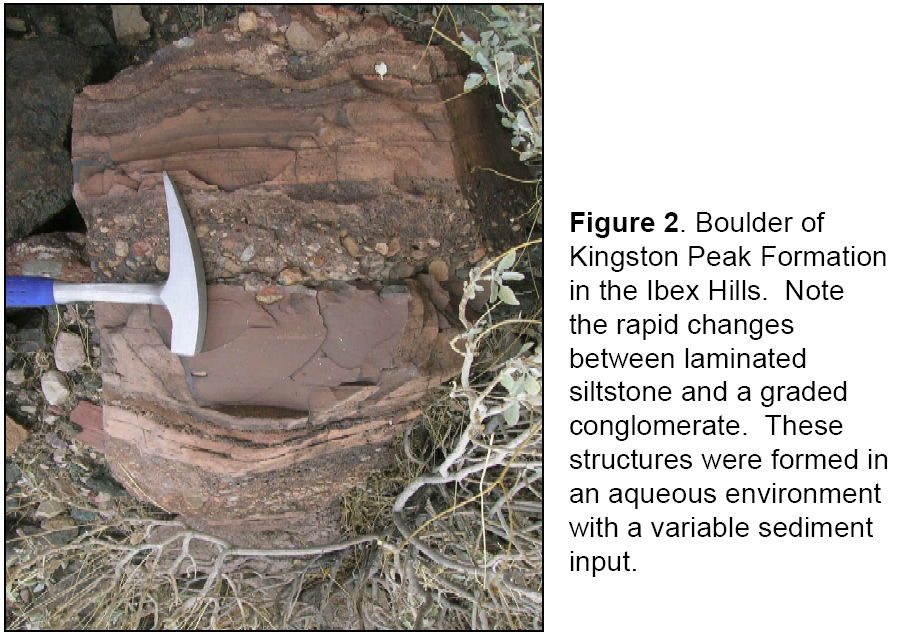 Figure 2. Boulder of
Kingston Peak Formation
in the Ibex Hills. Note
the rapid changes
between laminated
siltstone and a graded
conglomerate. These
structures were formed in
an aqueous environment
with a variable sediment
input.